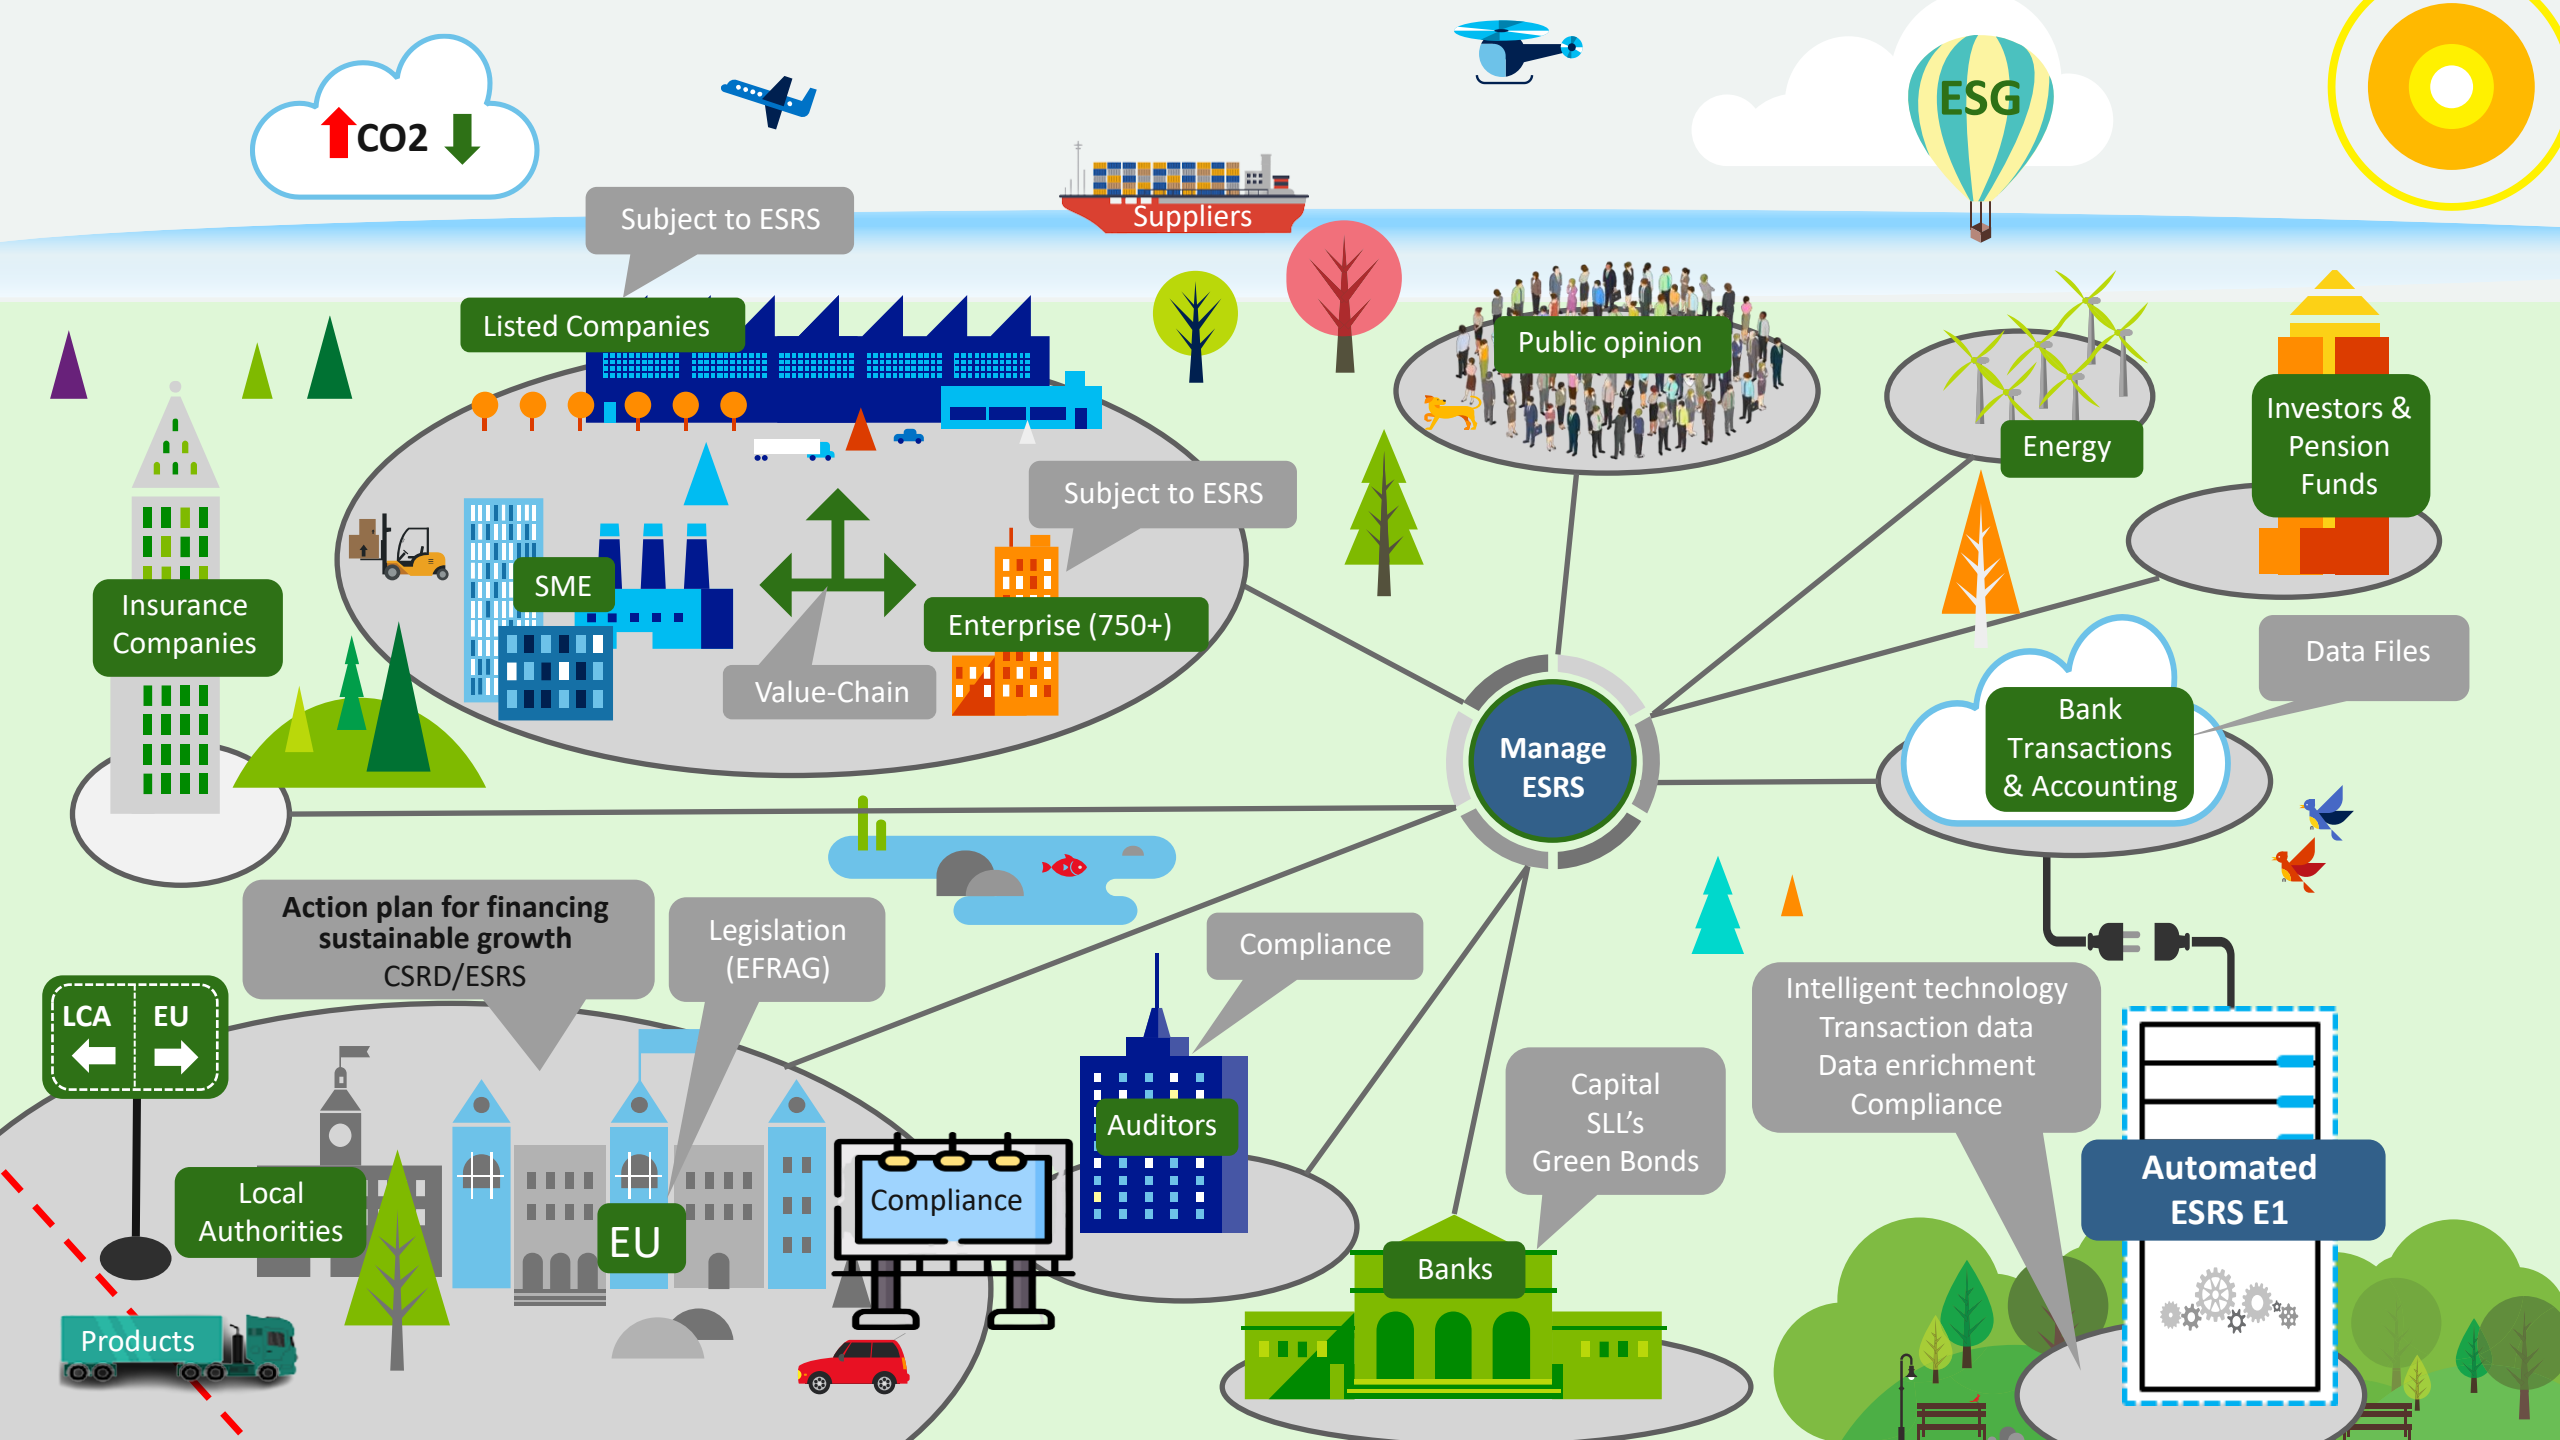 CO2
ESG
Subject to ESRS
Suppliers
Listed Companies
Public opinion
Investors &
Pension
Funds
Energy
Subject to ESRS
SME
Insurance
Companies
Enterprise (750+)
Value-Chain
Data Files
Bank
Transactions
& Accounting
Manage
ESRS
Action plan for financing
sustainable growth
CSRD/ESRS
Legislation
(EFRAG)
Compliance
LCA
EU
Intelligent technology
Transaction data
Data enrichment
Compliance
Capital
SLL’s
Green Bonds
Auditors
Local
Authorities
EU
Compliance
Automated
ESRS E1
Banks
Products